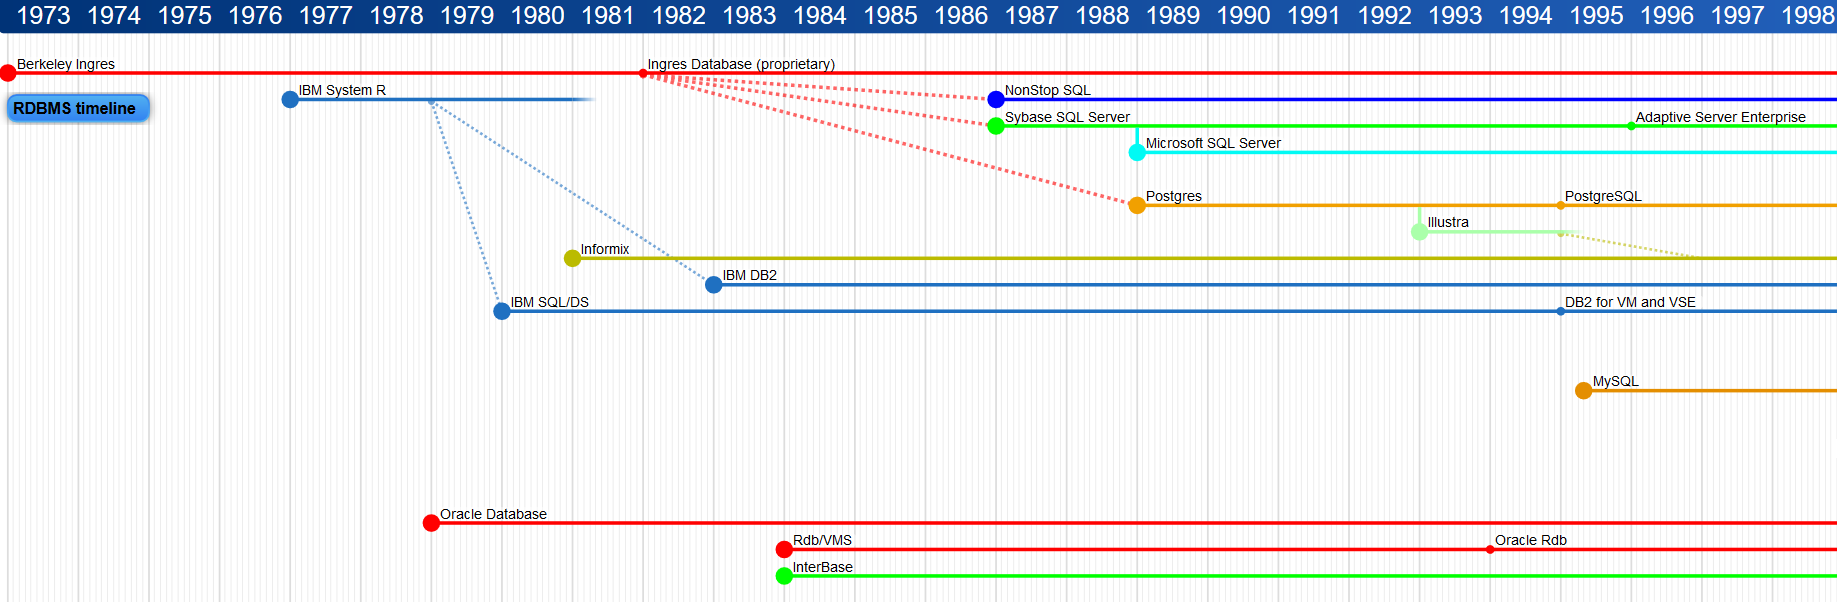 1973 1974 1975 1976 1977 1978 1979 1980 1981 1982 1983 1984 1985 1986 1987 1988 1989 1990 1991 1992 1993 1994 1995 1996 1997 1998
Berkeley Ingres
Ingres Database (proprietary)
RDBMS timeline
IBM System R
NonStop SQL
Sybase SQL Server
Adaptive Server Enterprise
Microsoft SQL Server
Postgres
PostgreSQL
Illustra
Informix
IBM DB2
IBM SQL/DS
DB2 for VM and VSE
MySQL
Oracle Database
Rdb/VMS
Oracle Rdb
InterBase